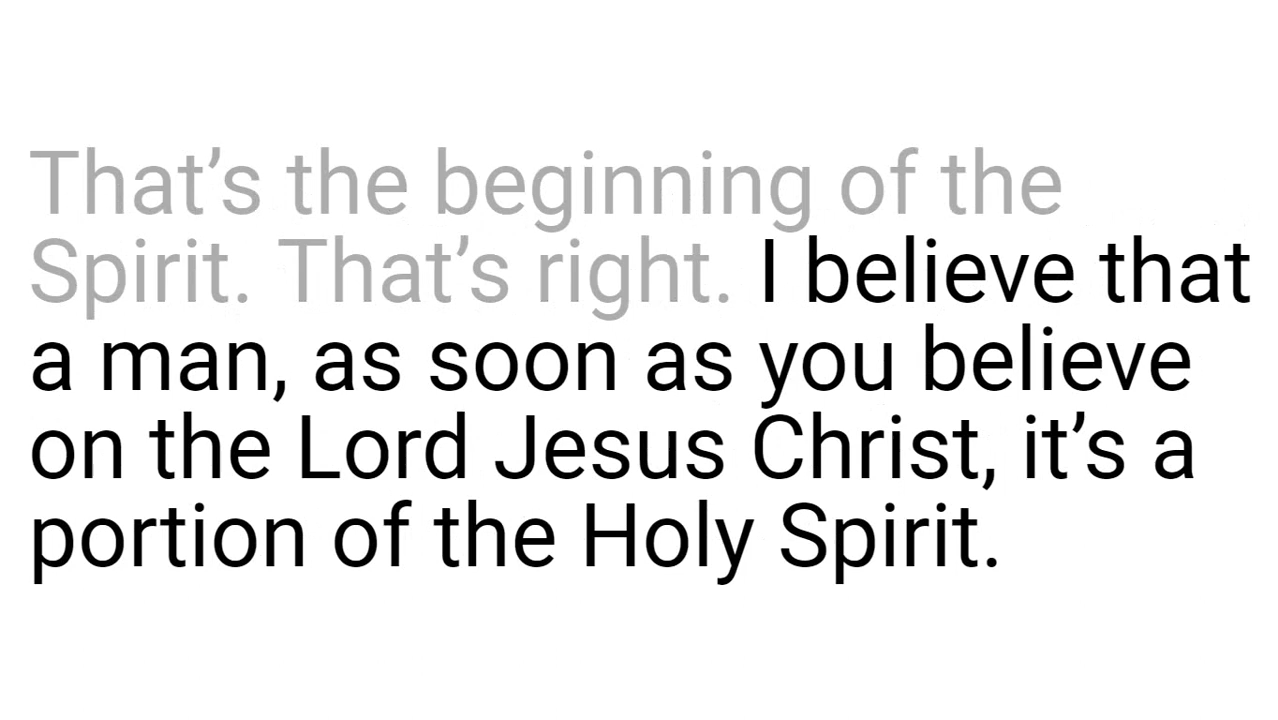 That’s the beginning of the
Spirit. That’s right. I believe that
a man, as soon as you believe
on the Lord Jesus Christ, it’s a
portion of the Holy Spirit.